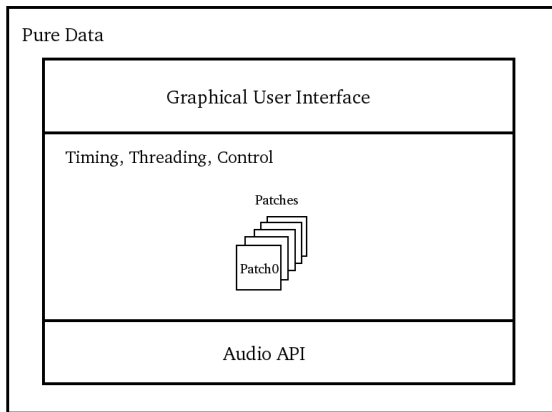 Pure Data
Graphical User Interface
Timing, Threading, Control
Patches
Patch0
Audio API